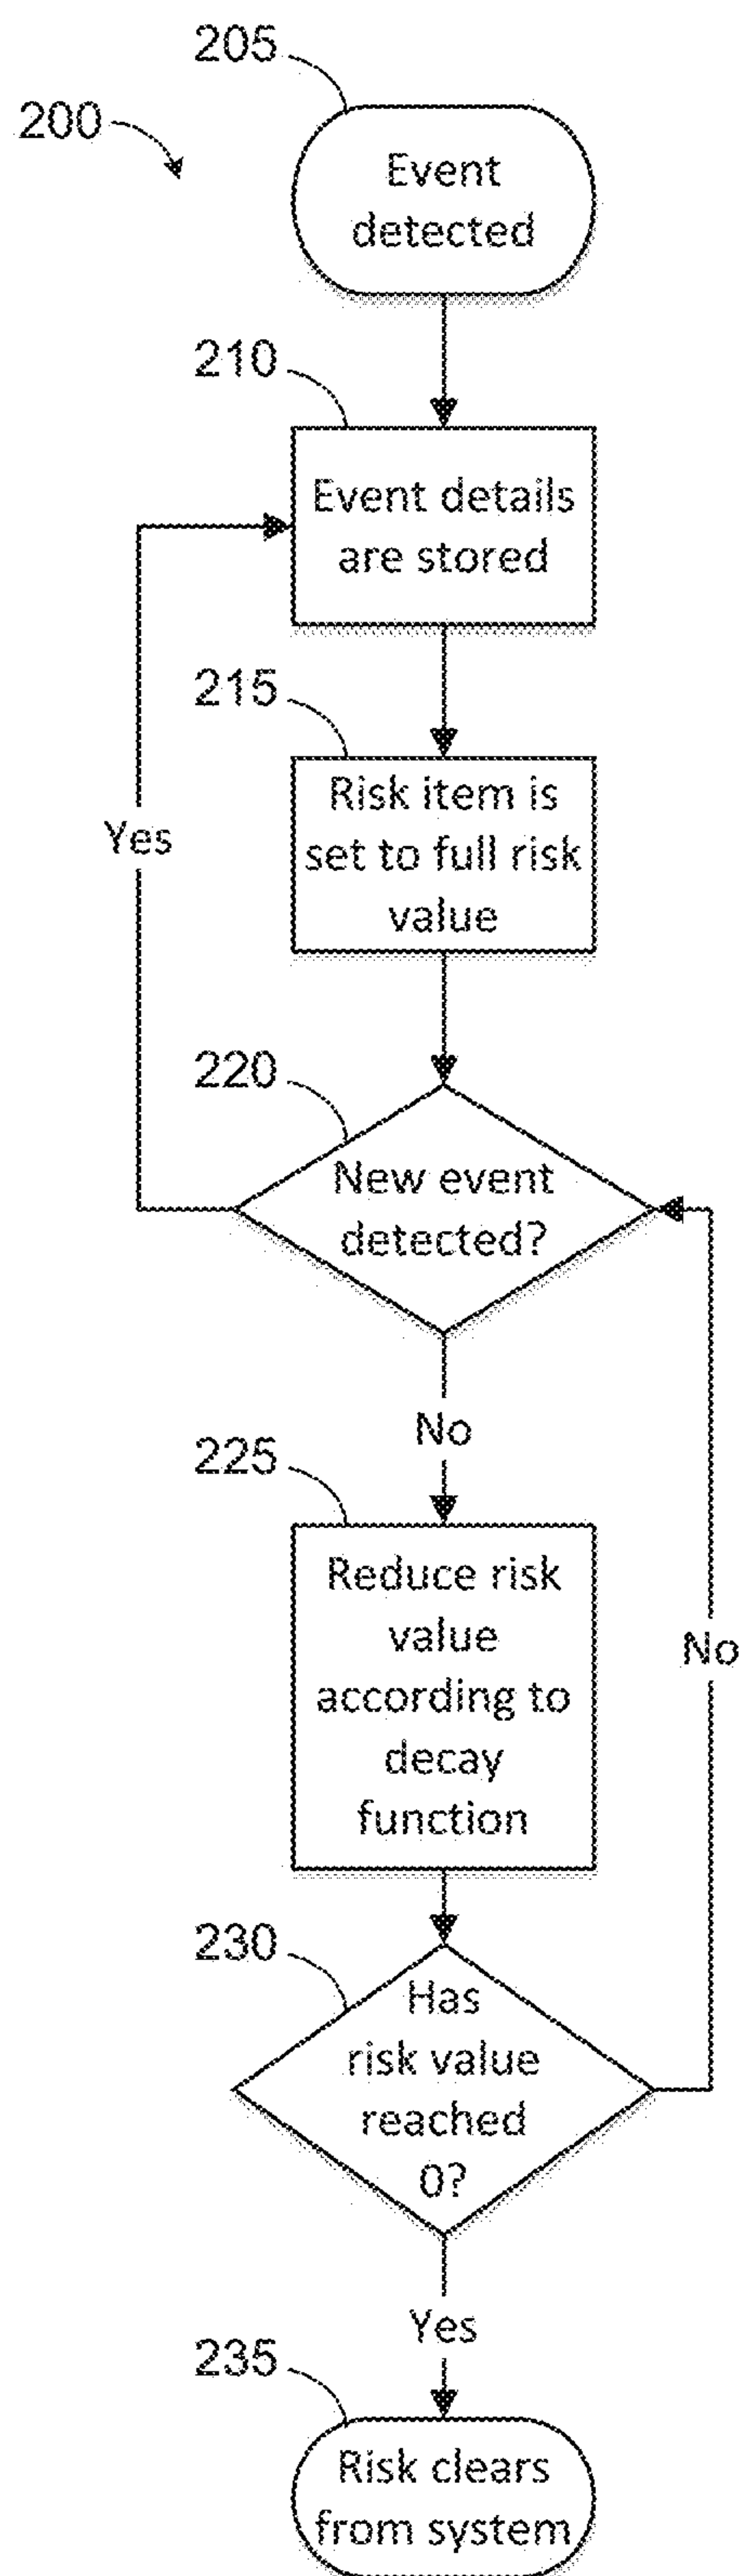 205
200
Event
detected
210
Event details
are stored
215
Risk item is
set to full risk
value
Yes
220
New event
detected?
No
225
Reduce risk
value
according to
decay
function
No
230
Has
risk value
reached
0?
Yes
235
Risk clears
from system